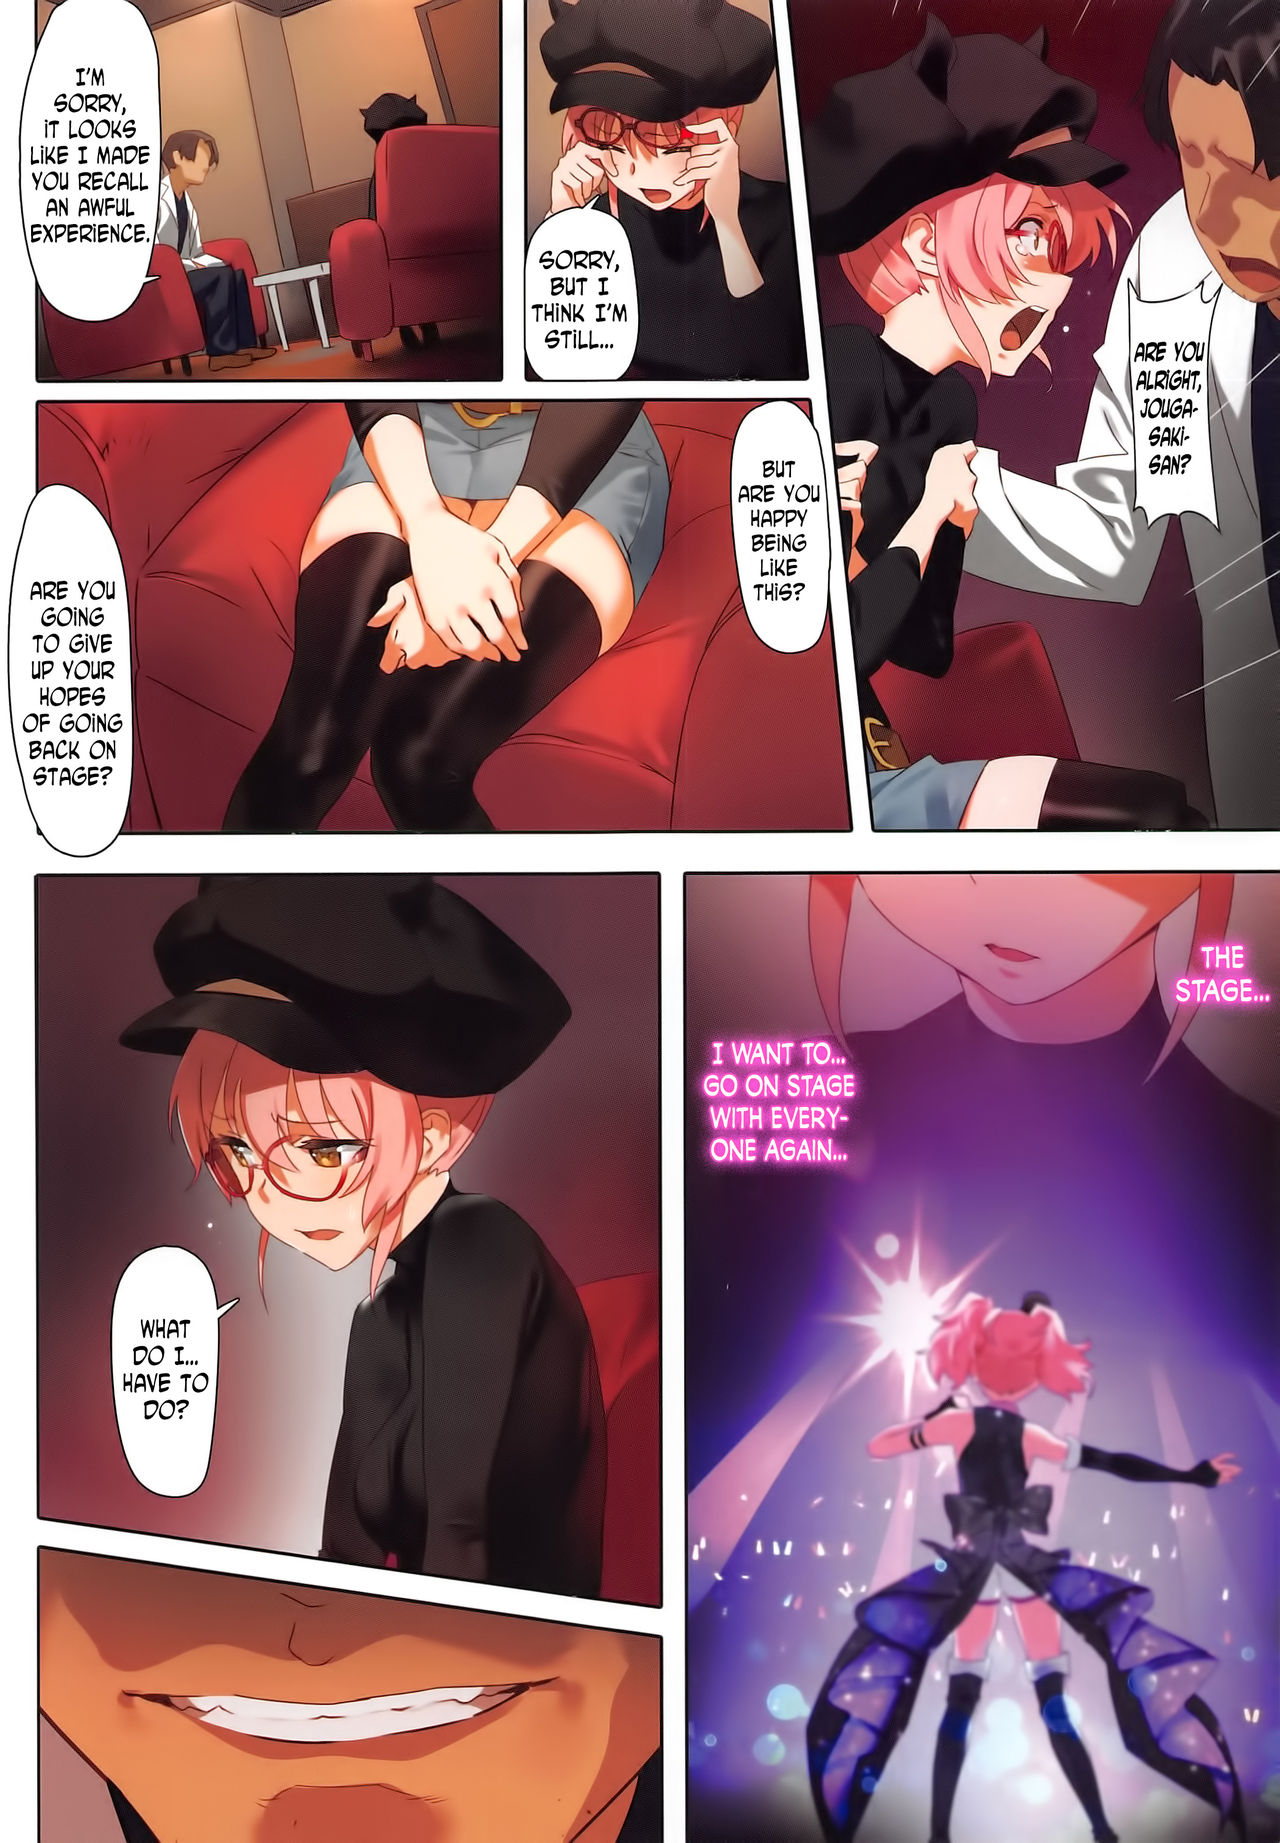 ARE YOU
ALRIGHT,
JOUGA-
SAKI-
SAN?
SORRY,
BUT I
THINK I'M
STILL...
I'M
SORRY,
IT LOOKS
LIKE I MADE
YOU RECALL
AN AWFUL
EXPERIENCE.
BUT
ARE YOU
HAPPY
BEING
LIKE
THIS?
ARE YOU
GOING
TO GIVE
UP YOUR
HOPES
OF GOING
BACK ON
STAGE?
THE
STAGE...
I WANT TO...
GO ON STAGE
WITH EVERY-
ONE AGAIN...
WHAT
DO I...
HAVE TO
DO?